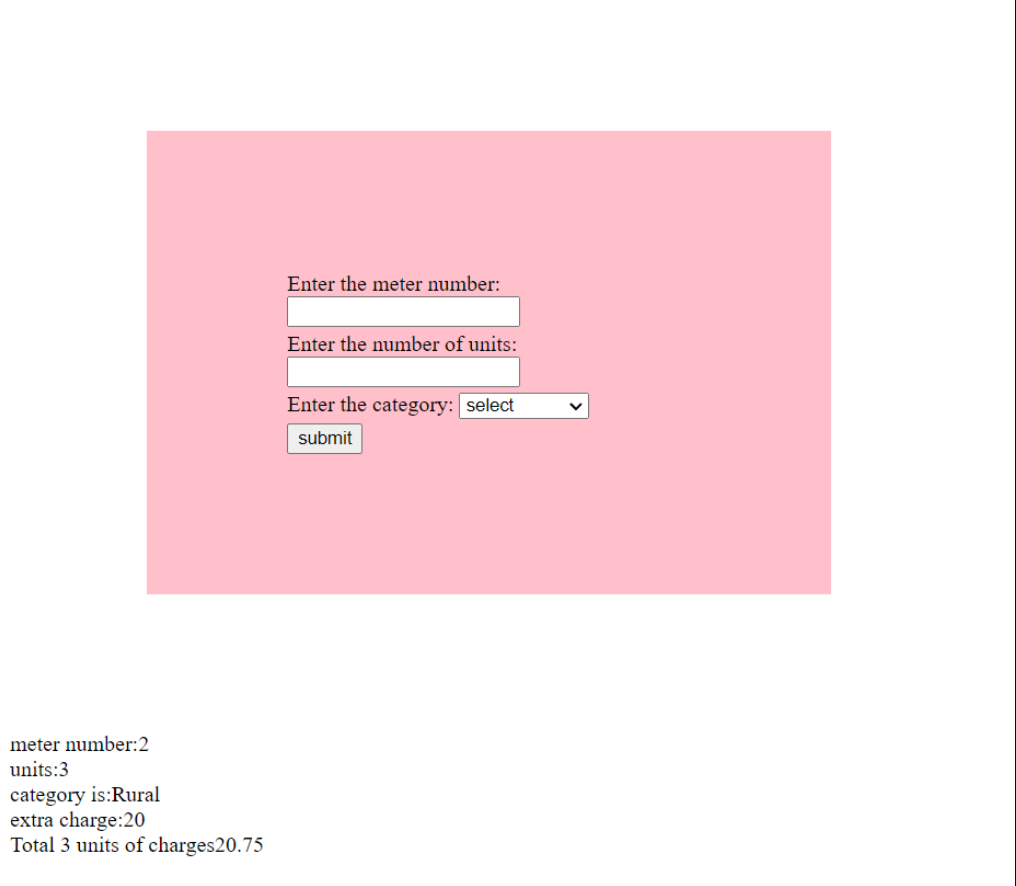 Enter the meter number:
Enter the number of units:
Enter the category: select
submit
meter number:2
units:3
category is:Rural
extra charge:20
Total 3 units of charges20.75